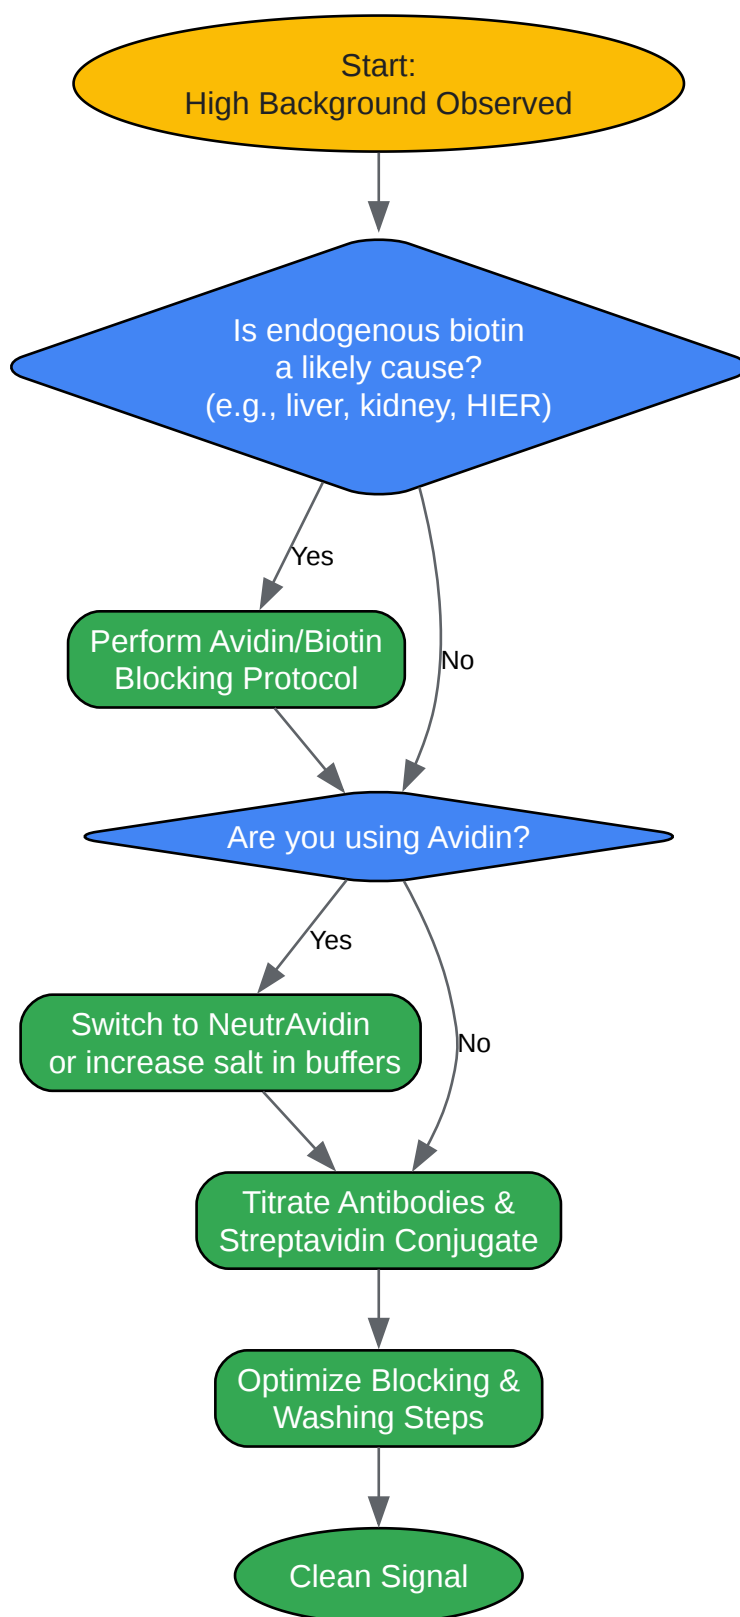 Start:
High Background Observed
Is endogenous biotin
a likely cause?
(e.g., liver, kidney, HIER)
Yes
Perform Avidin/Biotin
Blocking Protocol
No
Are you using Avidin?
Yes
Switch to NeutrAvidin
or increase salt in buffers
No
Titrate Antibodies &
Streptavidin Conjugate
Optimize Blocking &
Washing Steps
Clean Signal